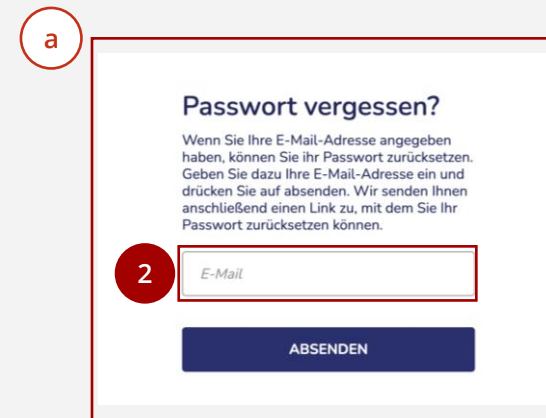 a
Passwort vergessen?
Wenn Sie Ihre E-Mail-Adresse angegeben
haben, können Sie ihr Passwort zurücksetzen.
Geben Sie dazu Ihre E-Mail-Adresse ein und
drücken Sie auf absenden. Wir senden Ihnen
anschließend einen Link zu, mit dem Sie Ihr
Passwort zurücksetzen können.
2
E-Mail
ABSENDEN